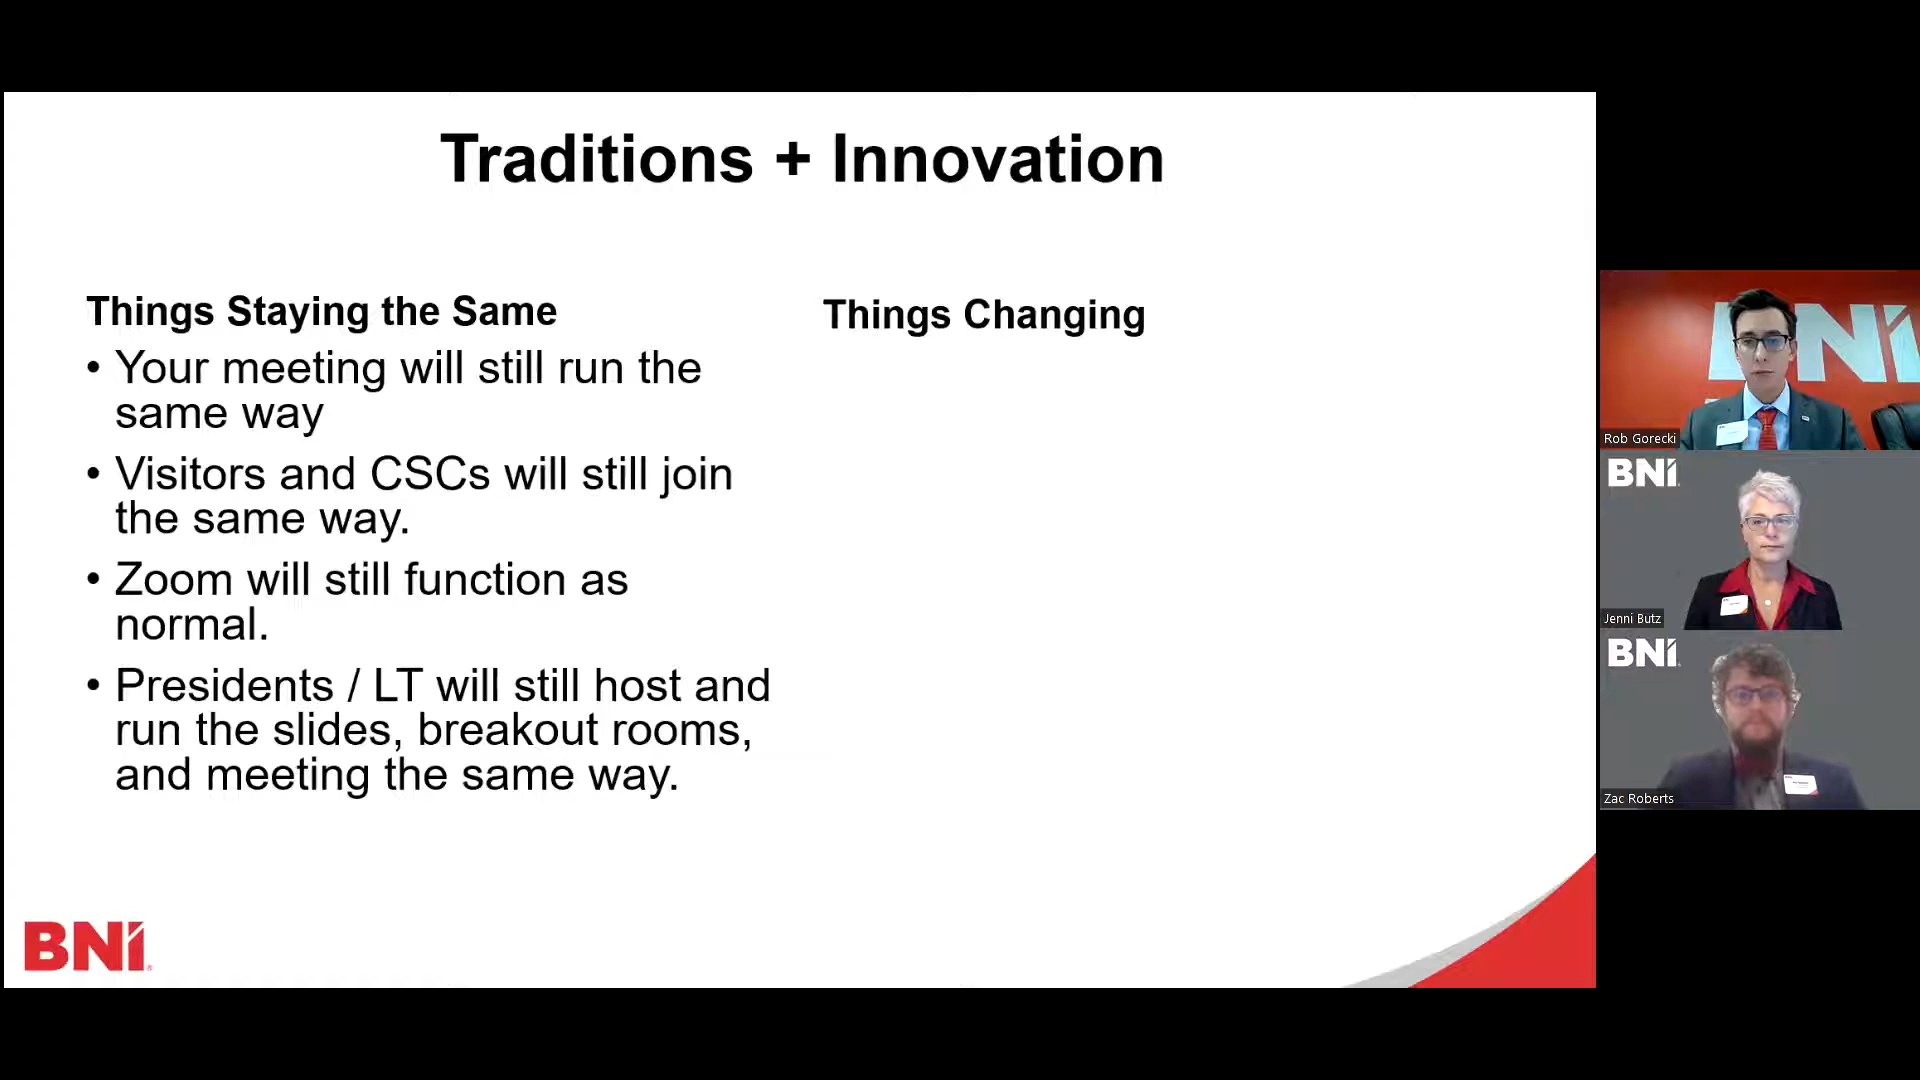 Traditions + Innovation
Things Staying the Same
• Your meeting will still run the
same way
• Visitors and CSCs will still join
the same way.
• Zoom will still function as
normal.
• Presidents / LT will still host and
run the slides, breakout rooms,
and meeting the same way.
Things Changing
BNI®
BNI
Rob Gorecki
BNI
Jenni Butz
BNI
Zac Roberts